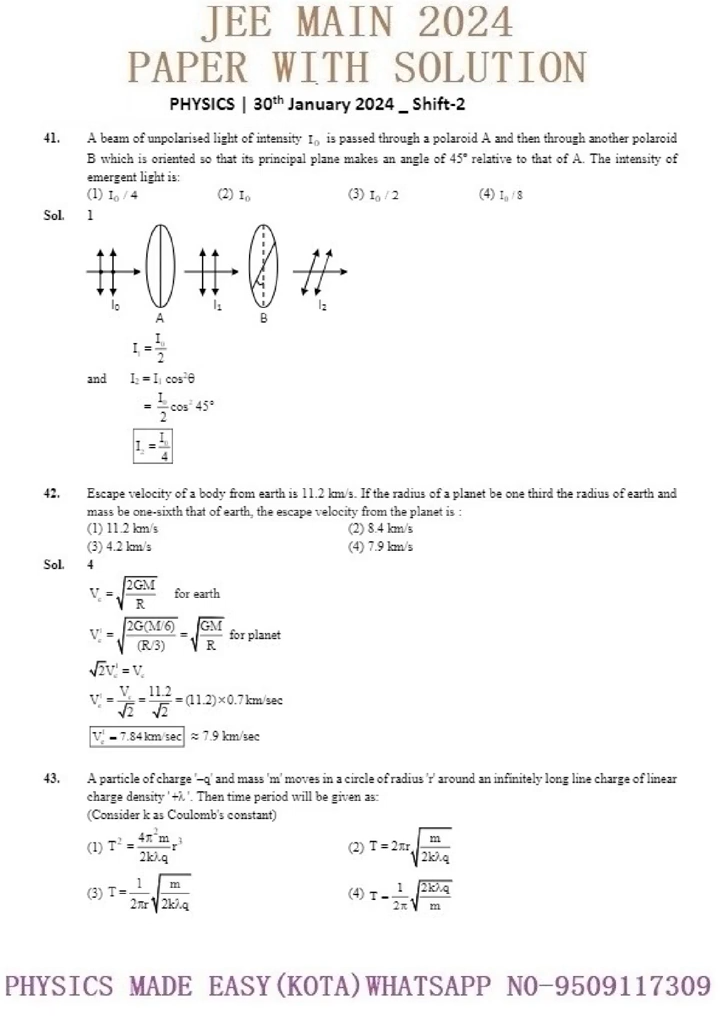 JEE MAIN 2024
PAPER WITH SOLUTION
PHYSICS | 30th January 2024 _ Shift-2
41. A beam of unpolarised light of intensity I₀ is passed through a polaroid A and then through another polaroid
B which is oriented so that its principal plane makes an angle of 45° relative to that of A. The intensity of
emergent light is:
(1) I₀ / 4 (2) I₀ (3) I₀ / 2 (4) I₀ / 8
Sol. 1
I₀ I₁ I₂
A B
I₁ = I₀/2
and I₂ = I₁ cos²θ
= I₀/2 cos² 45°
I₂ = I₀/4
42. Escape velocity of a body from earth is 11.2 km/s. If the radius of a planet be one third the radius of earth and
mass be one-sixth that of earth, the escape velocity from the planet is :
(1) 11.2 km/s (2) 8.4 km/s
(3) 4.2 km/s (4) 7.9 km/s
Sol. 4
Vₑ = √(2GM/R) for earth
Vₑ' = √(2G(M/6)/(R/3)) = √(GM/R) for planet
√2Vₑ' = Vₑ
Vₑ' = Vₑ/√2 = 11.2/√2 = (11.2)×0.7km/sec
Vₑ' = 7.84km/sec ≈ 7.9 km/sec
43. A particle of charge '–q' and mass 'm' moves in a circle of radius 'r' around an infinitely long line charge of linear
charge density '+λ'. Then time period will be given as:
(Consider k as Coulomb's constant)
(1) T² = 4π²m/2kλq r³ (2) T = 2πr√(m/2kλq)
(3) T = 1/2πr √(m/2kλq) (4) T = 1/2π √(2kλq/m)
PHYSICS MADE EASY(KOTA)WHATSAPP NO-9509117309